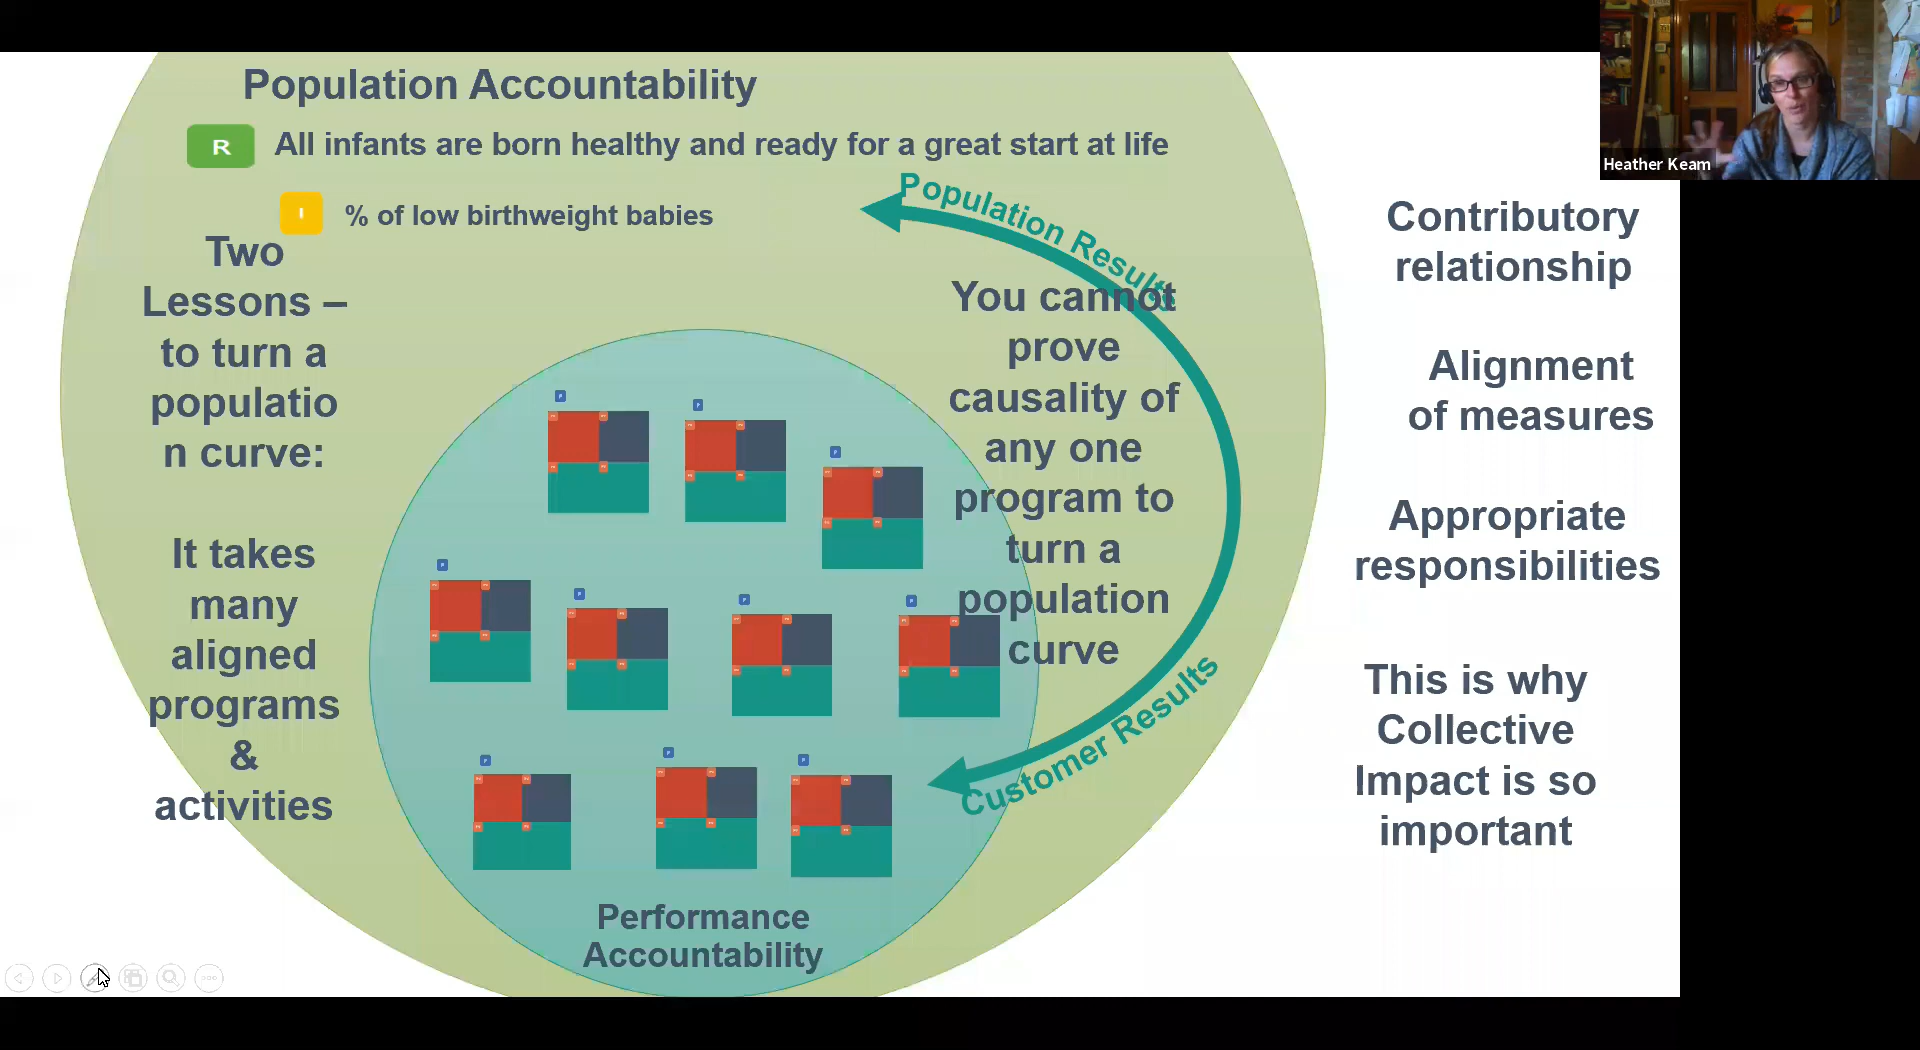 Population Accountability
R
All infants are born healthy and ready for a great start at life
I
% of low birthweight babies
Two
Lessons –
to turn a
populatio
n curve:
It takes
many
aligned
programs
&
activities
Population Results
You cannot
prove
causality of
any one
program to
turn a
population
curve
Customer Results
Performance
Accountability
Heather Keam
Contributory
relationship
Alignment
of measures
Appropriate
responsibilities
This is why
Collective
Impact is so
important